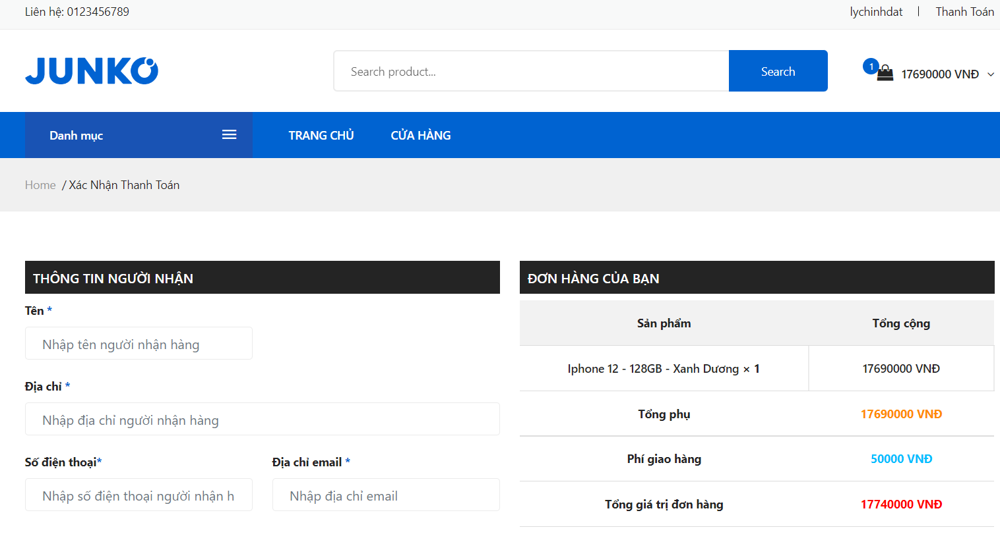 Liên hệ: 0123456789
lychinhdat | Thanh Toán
JUNKO
Search product...
Search
1
17690000 VNĐ
Danh mục
TRANG CHỦ
CỬA HÀNG
Home / Xác Nhận Thanh Toán
THÔNG TIN NGƯỜI NHẬN
Tên *
Nhập tên người nhận hàng
Địa chỉ *
Nhập địa chỉ người nhận hàng
Số điện thoại*
Nhập số điện thoại người nhận h
Địa chỉ email *
Nhập địa chỉ email
ĐƠN HÀNG CỦA BẠN
Sản phẩm Tổng cộng
Iphone 12 - 128GB - Xanh Dương × 1 17690000 VNĐ
Tổng phụ 17690000 VNĐ
Phí giao hàng 50000 VNĐ
Tổng giá trị đơn hàng 17740000 VNĐ